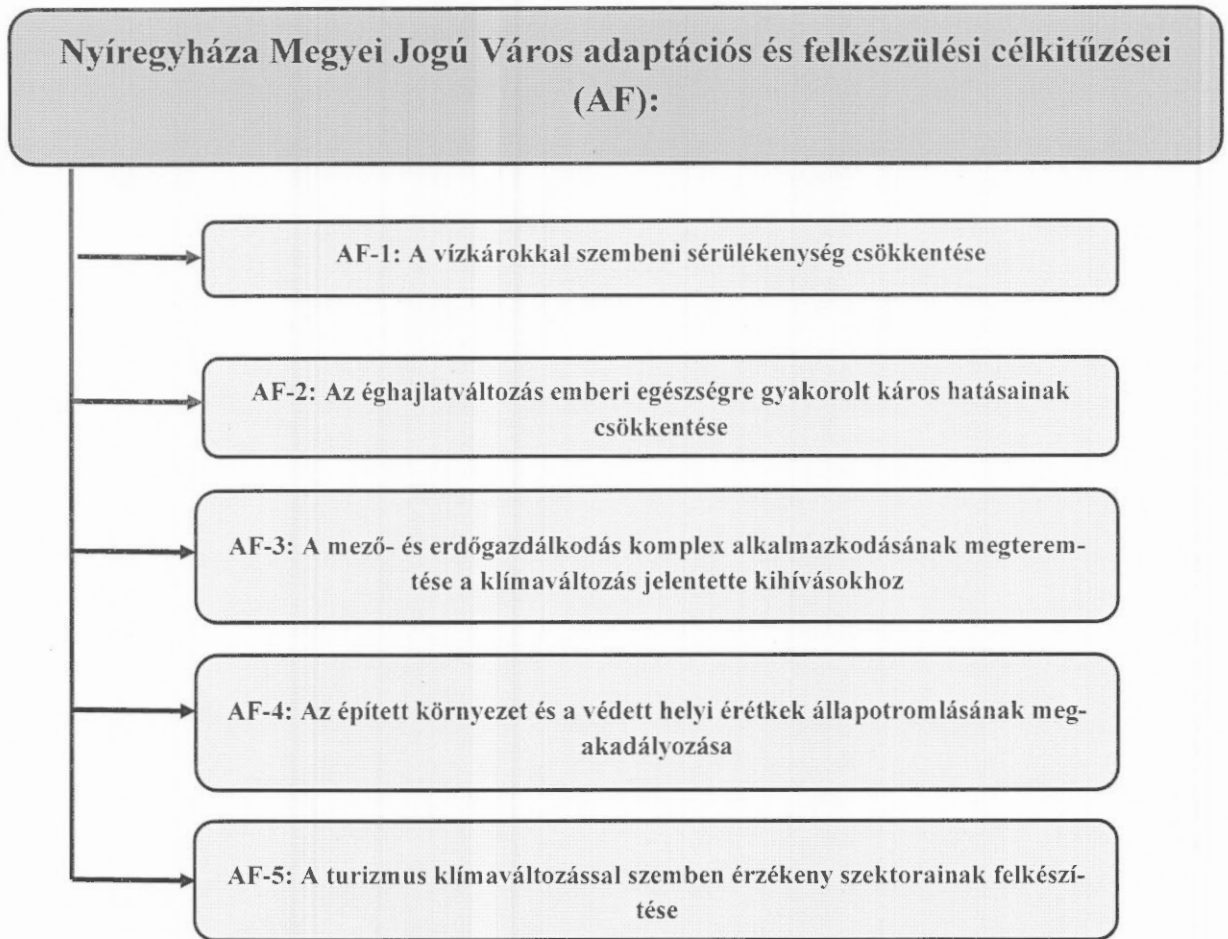 Nyíregyháza Megyei Jogú Város adaptációs és felkészülési célkitűzései
(AF):
AF-1: A vízkárokkal szembeni sérülékenység csökkentése
AF-2: Az éghajlatváltozás emberi egészségre gyakorolt káros hatásainak
csökkentése
AF-3: A mező- és erdőgazdálkodás komplex alkalmazkodásának megterem-
tése a klímaváltozás jelentette kihívásokhoz
AF-4: Az épített környezet és a védett helyi érétkek állapotromlásának meg-
akadályozása
AF-5: A turizmus klímaváltozással szemben érzékeny szektorainak felkészí-
tése